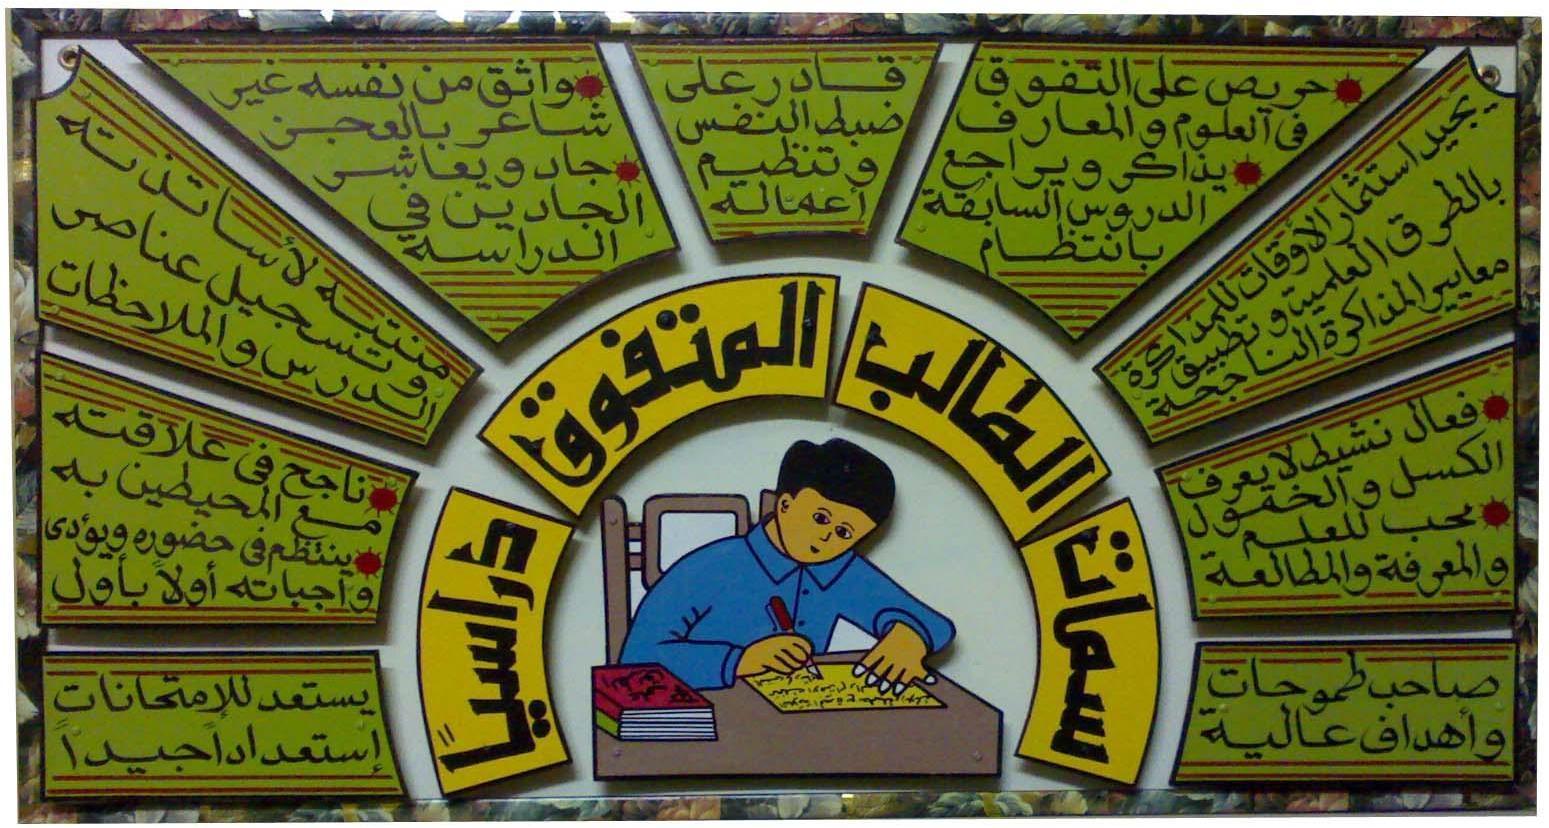 سمات
الطالب
المتفوق
دراسياً
صاحب طموحات
وأهداف عالية
فعال نشيط لا يعرف
الكسل والخمول
محب للعلم
والمعرفة والمطالعة
يجيد استثمار الأوقات للمذاكرة
بالطرق العلمية وتطبيق
معايير المذاكرة الناجحة
حريص على التفوق
في العلوم والمعارف
يذاكر ويراجع
الدروس السابقة
بانتظام
قادر على
ضبط النفس
وتنظيم
أعماله
واثق من نفسه غير
شاعر بالعجز
جاد ويعاشر
الجادين في
الدراسة
منتبه لأساتذته
وتسجيل عناصر
الدرس والملاحظات
ناجح في علاقته
مع المحيطين به
ينتظم في حضوره ويؤدى
واجباته أولاً بأول
يستعد للإمتحانات
إستعداداً جيداً